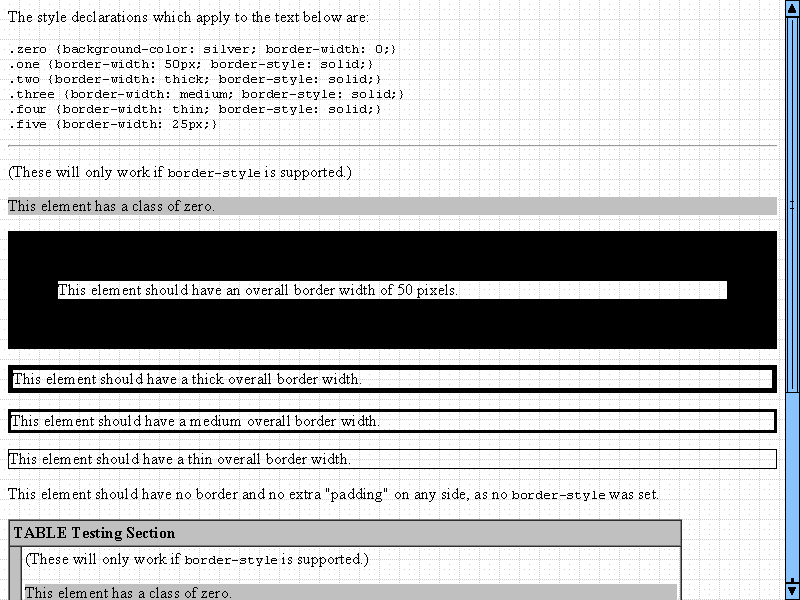 The style declarations which apply to the text below are:
.zero {background-color: silver; border-width: 0;}
.one {border-width: 50px; border-style: solid;}
.two {border-width: thick; border-style: solid;}
.three {border-width: medium; border-style: solid;}
.four {border-width: thin; border-style: solid;}
.five {border-width: 25px;}
(These will only work if border-style is supported.)
This element has a class of zero.
This element should have an overall border width of 50 pixels.
This element should have a thick overall border width.
This element should have a medium overall border width.
This element should have a thin overall border width.
This element should have no border and no extra "padding" on any side, as no border-style was set.
TABLE Testing Section
(These will only work if border-style is supported.)
This element has a class of zero.